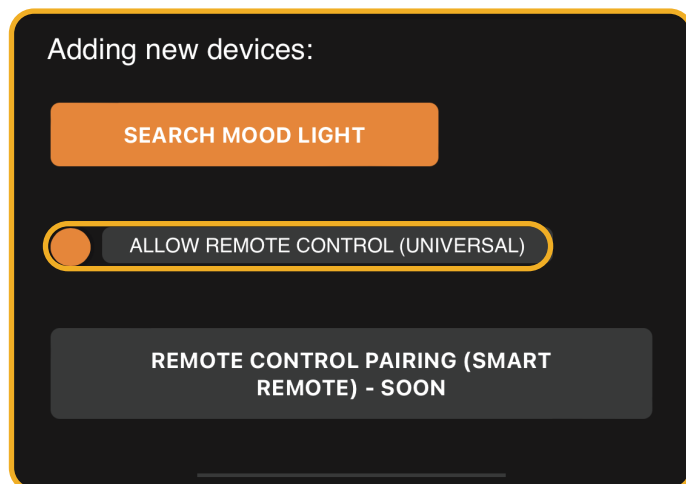 Adding new devices:
SEARCH MOOD LIGHT
ALLOW REMOTE CONTROL (UNIVERSAL)
REMOTE CONTROL PAIRING (SMART
REMOTE) - SOON